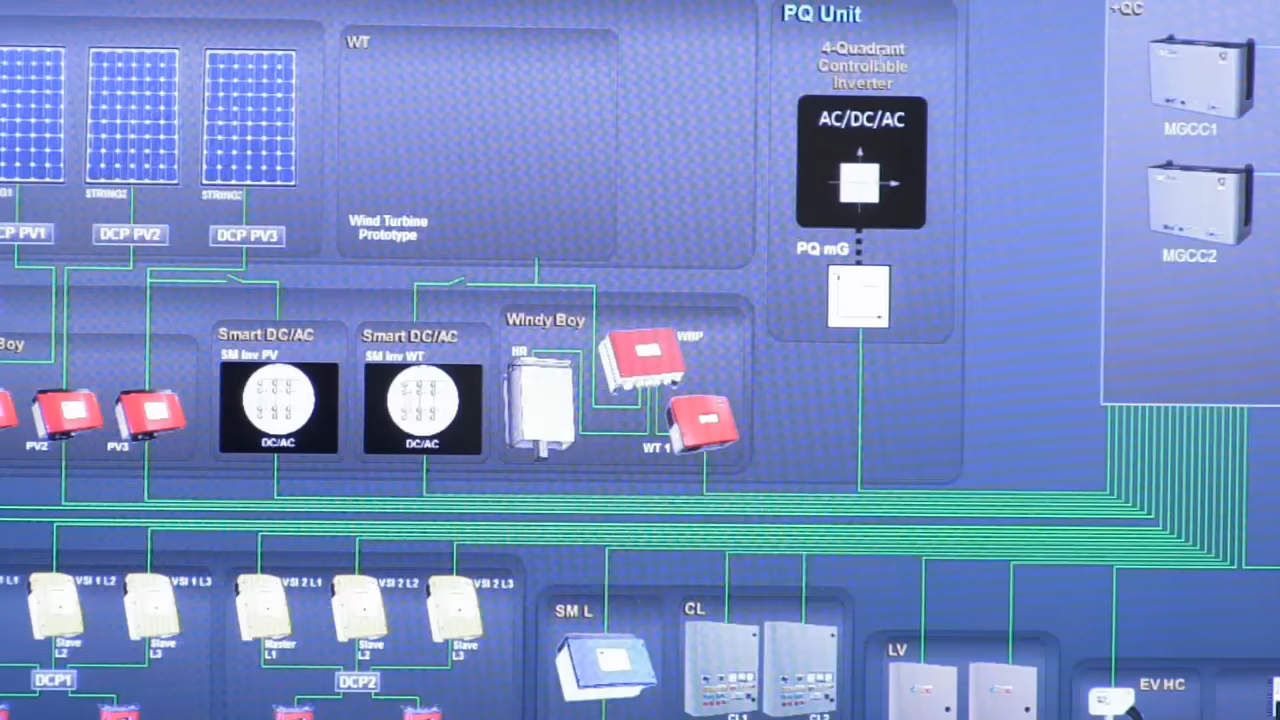 PQ Unit
+QC
WT
4-Quadrant
Controllable
Inverter
AC/DC/AC
MGCC1
STRING2
DCP PV2
DCP PV3
Wind Turbine
Prototype
PQ mG
MGCC2
Boy
Smart DC/AC
SM Inv PV
DC/AC
Smart DC/AC
SM Inv WT
DC/AC
Windy Boy
WBP
WT 1
PV2
PV3
VSI 1 L2
VSI 1 L3
VSI 2 L1
VSI 2 L2
VSI 2 L3
Slave
L2
Slave
L3
Master
L1
Slave
L2
Slave
L3
DCP1
DCP2
SM L
CL
CL1
CL2
LV
EV HC